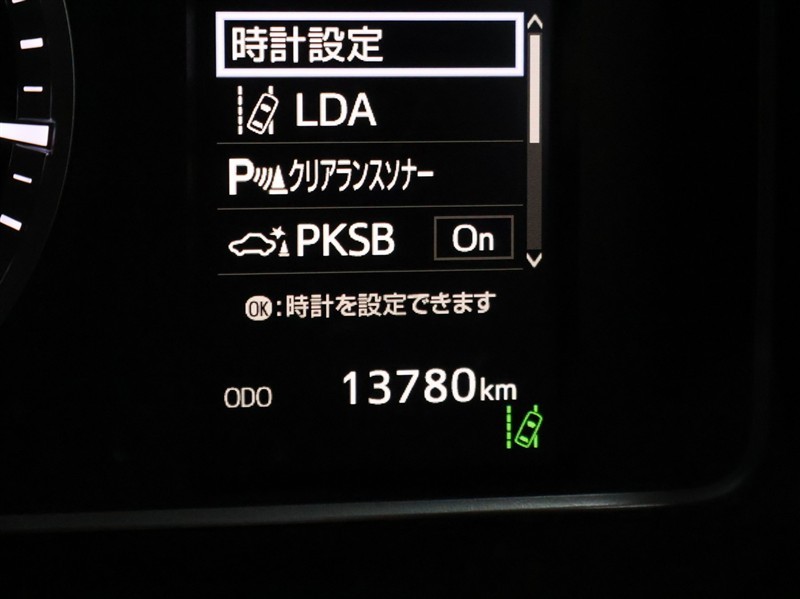 時計設定
LDA
Pクリアランスソナー
PKSB On
OK:時計を設定できます
ODO 13780km